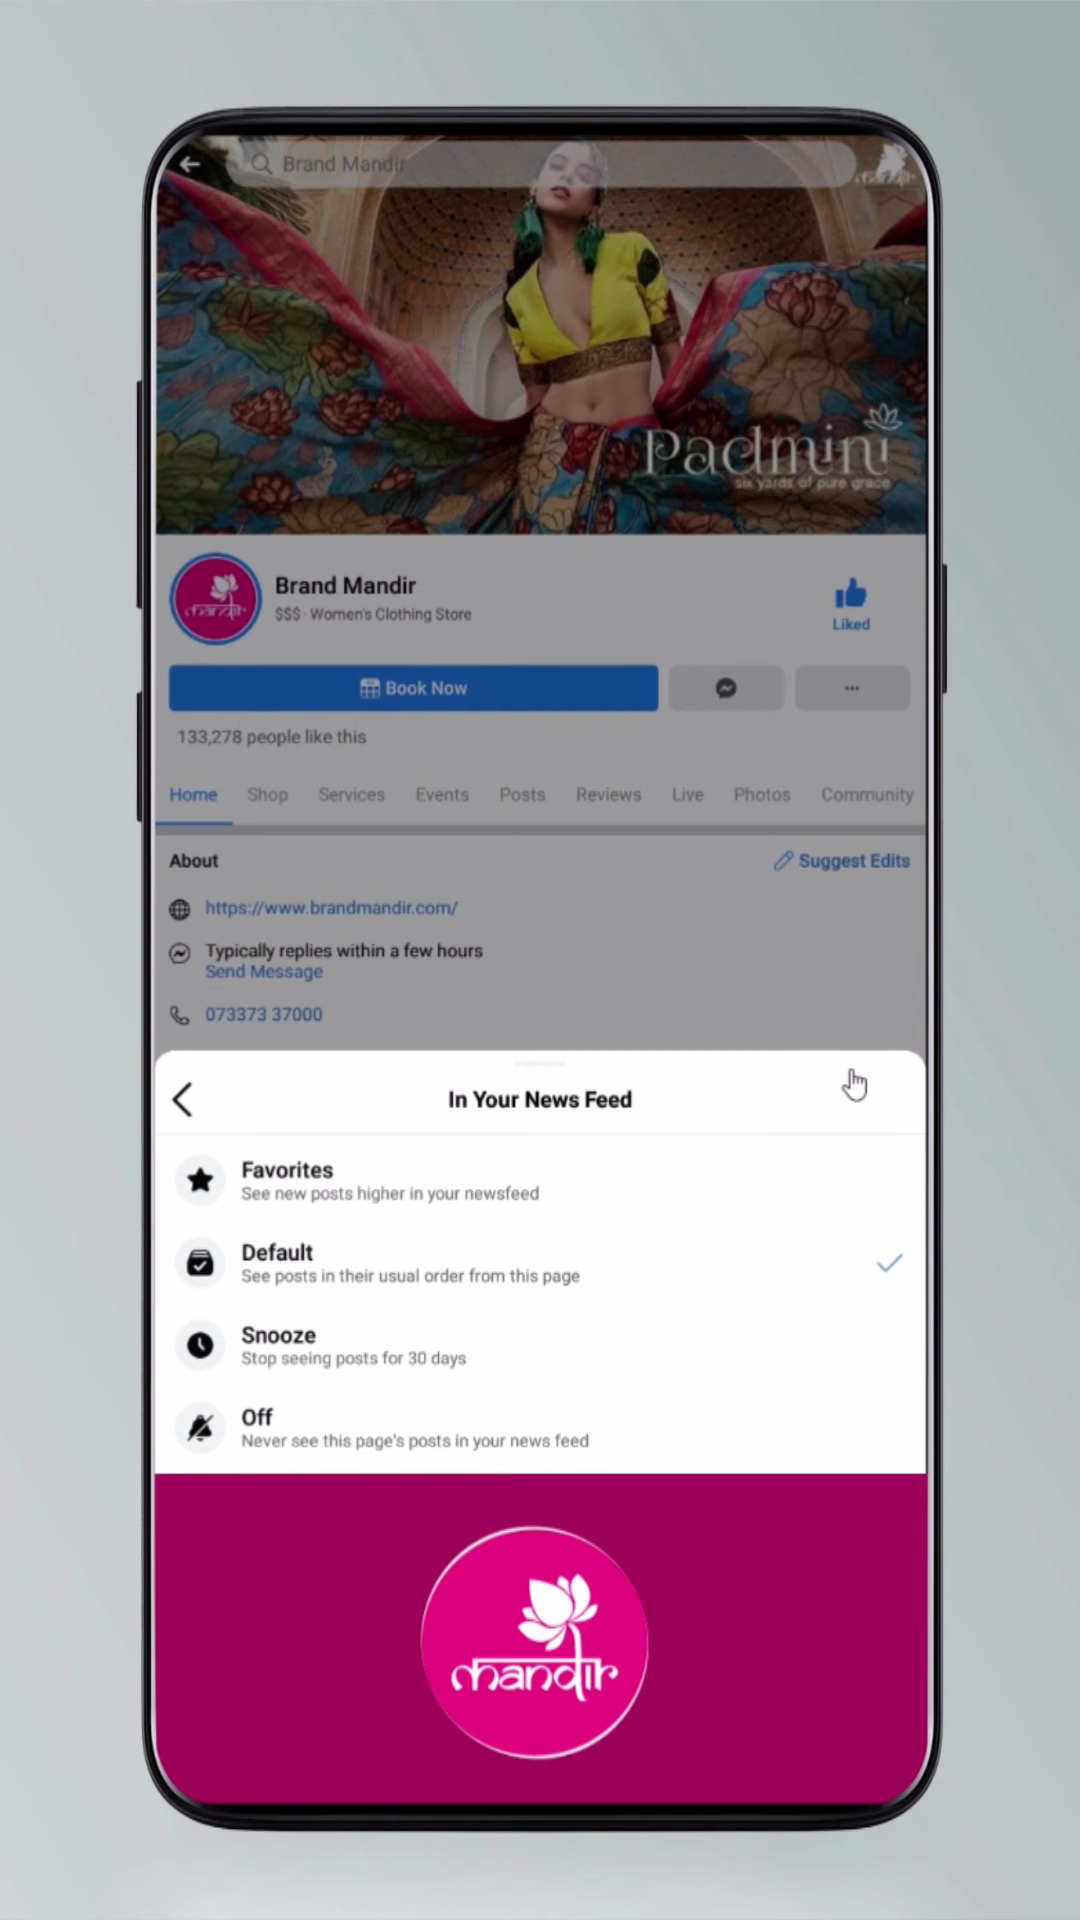 Brand Mandir
mandir
Padmini
six yards of pure grace
mandir
Brand Mandir
$$$ · Women's Clothing Store
Liked
Book Now
133,278 people like this
Home Shop Services Events Posts Reviews Live Photos Community
About
Suggest Edits
https://www.brandmandir.com/
Typically replies within a few hours
Send Message
073373 37000
In Your News Feed
Favorites
See new posts higher in your newsfeed
Default
See posts in their usual order from this page
Snooze
Stop seeing posts for 30 days
Off
Never see this page's posts in your news feed
mandir